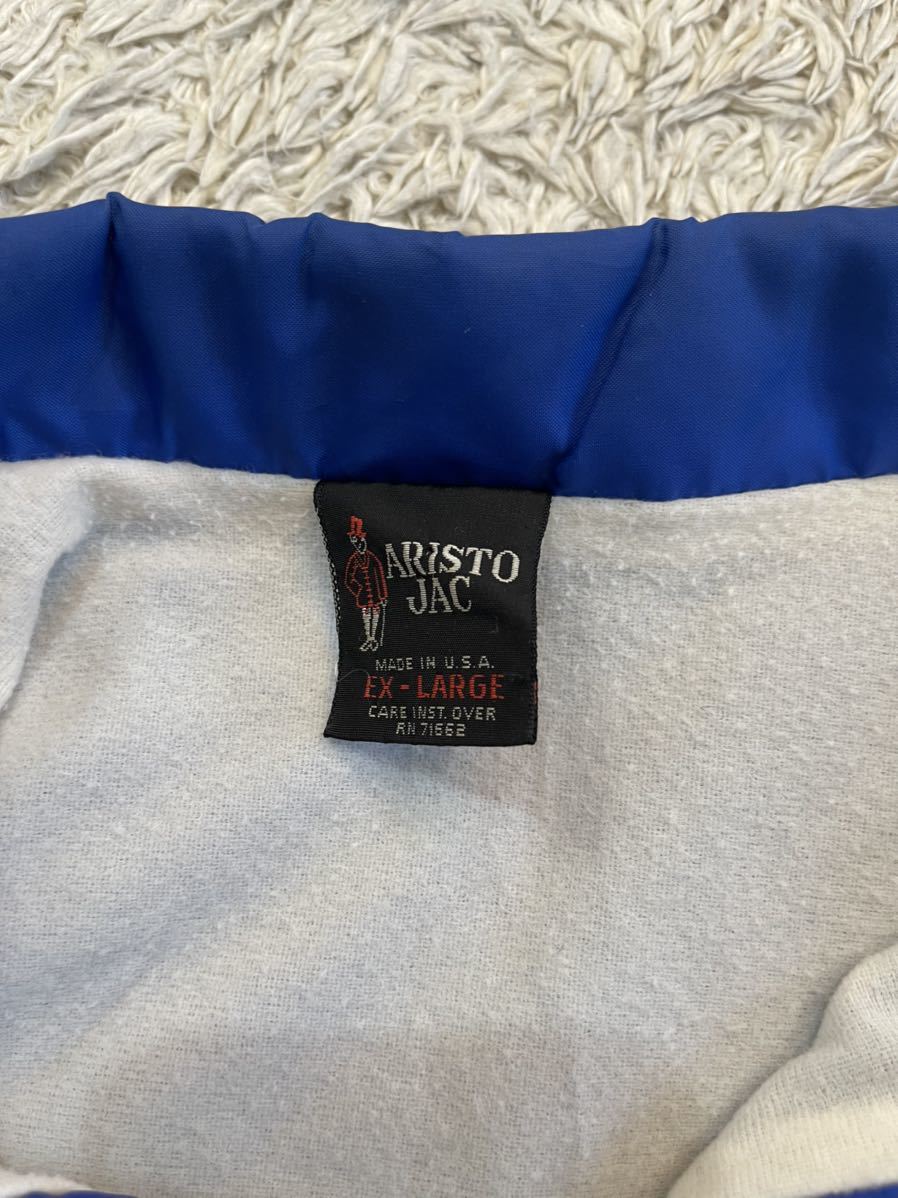 ARISTO
JAC
MADE IN U.S.A.
EX-LARGE
CARE INST. OVER
RN 71662